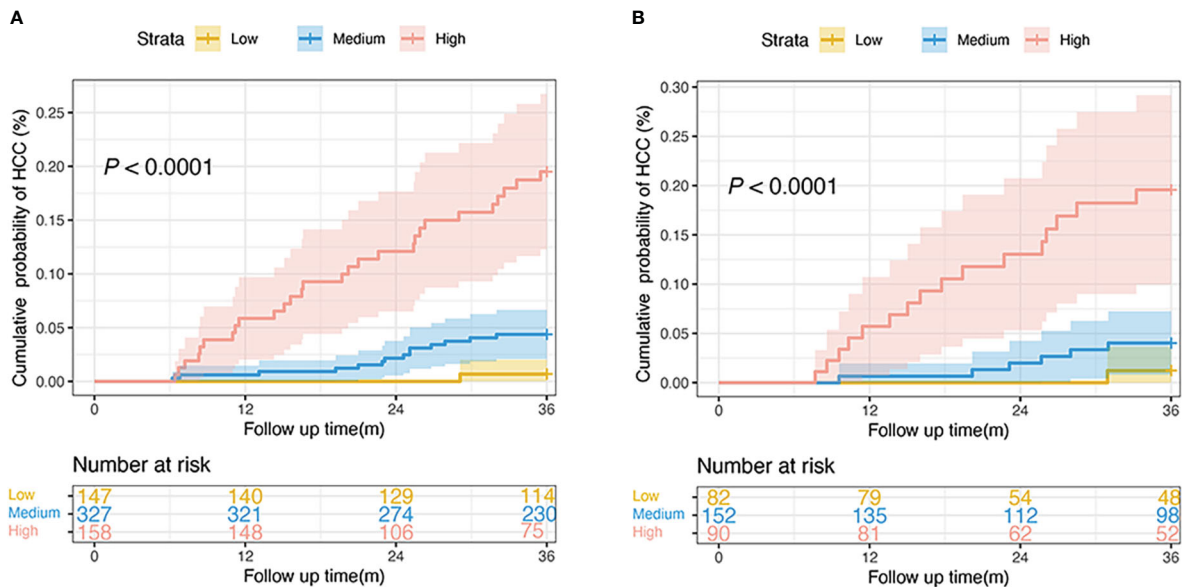 A
Strata Low Medium High
Cumulative probability of HCC (%)
0.25
0.20
0.15
0.10
0.05
0.00
P < 0.0001
0 12 24 36
Follow up time(m)
Number at risk
Low 147 140 129 114
Medium 327 321 274 230
High 158 148 106 75
0 12 24 36
Follow up time(m)
B
Strata Low Medium High
Cumulative probability of HCC (%)
0.30
0.25
0.20
0.15
0.10
0.05
0.00
P < 0.0001
0 12 24 36
Follow up time(m)
Number at risk
Low 82 79 54 48
Medium 152 135 112 98
High 90 81 62 52
0 12 24 36
Follow up time(m)